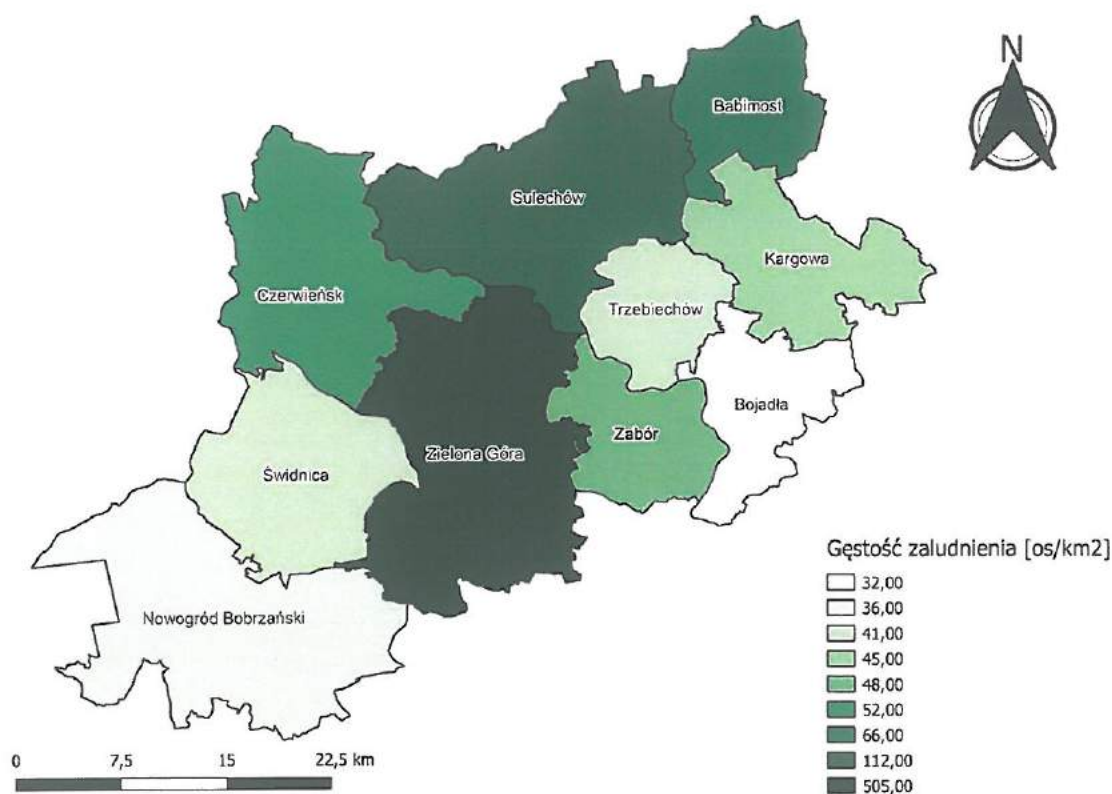 N
Babimost
Sulechów
Kargowa
Czerwieńsk
Trzebiechów
Bojadła
Zabór
Zielona Góra
Świdnica
Nowogród Bobrzański
Gęstość zaludnienia [os/km2]
32,00
36,00
41,00
45,00
48,00
52,00
66,00
112,00
505,00
0 7,5 15 22,5 km